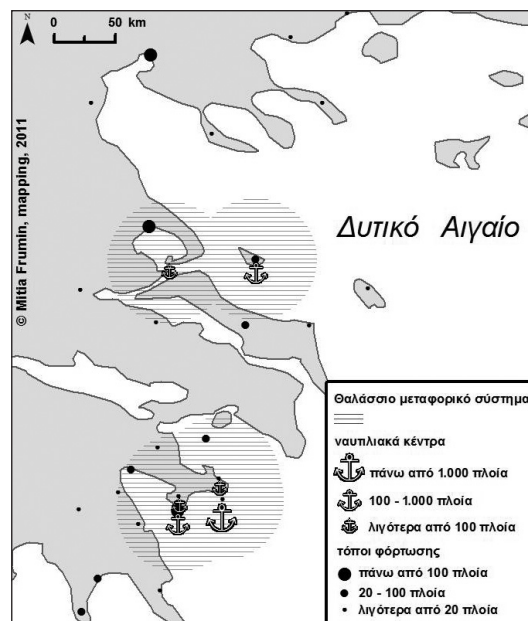 N
0 50 km
© Mitia Frumin, mapping, 2011
Δυτικό Αιγαίο
Θαλάσσιο μεταφορικό σύστημα
ναυτιλιακά κέντρα
πάνω από 1.000 πλοία
100 - 1.000 πλοία
λιγότερα από 100 πλοία
τόποι φόρτωσης
πάνω από 100 πλοία
20 - 100 πλοία
λιγότερα από 20 πλοία